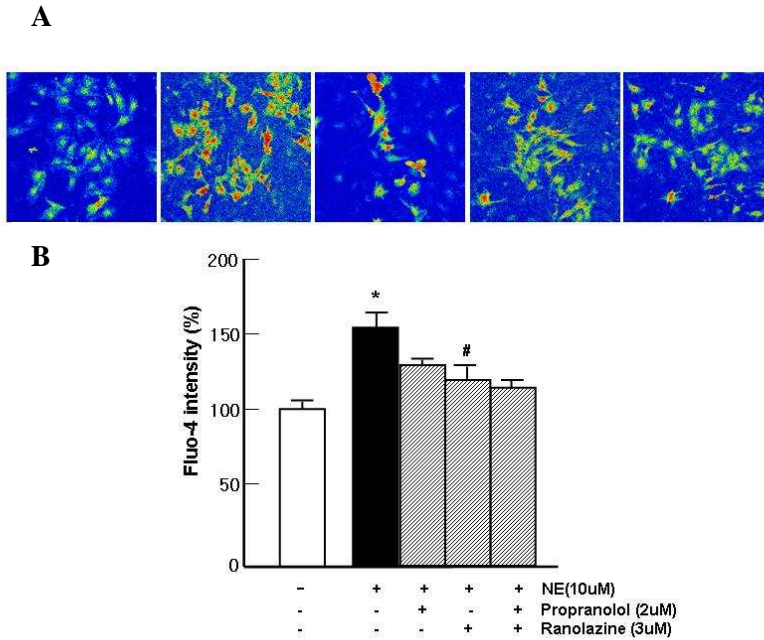 A
B
200
150
100
50
0
Fluo-4 intensity (%)
*
#
- + + + + NE(10uM)
- - + - + Propranolol (2uM)
- - - + + Ranolazine (3uM)